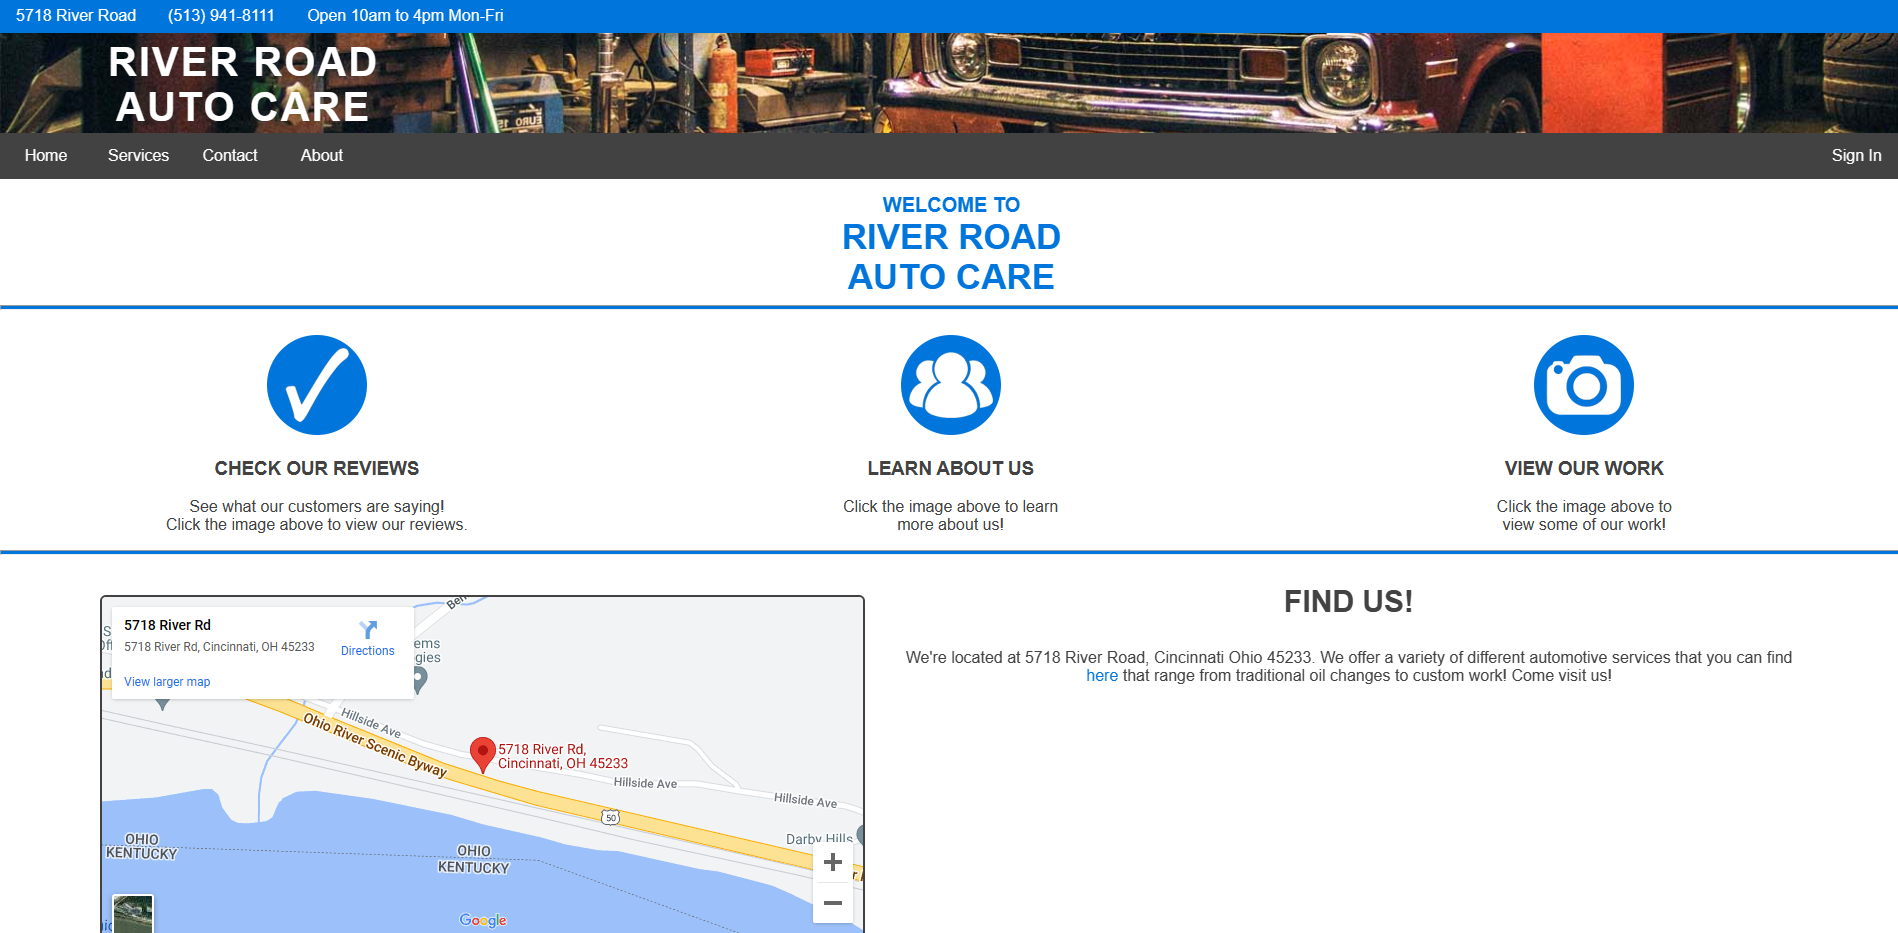 5718 River Road (513) 941-8111 Open 10am to 4pm Mon-Fri
RIVER ROAD
AUTO CARE
Home Services Contact About Sign In
WELCOME TO
RIVER ROAD
AUTO CARE
CHECK OUR REVIEWS
See what our customers are saying!
Click the image above to view our reviews.
LEARN ABOUT US
Click the image above to learn
more about us!
VIEW OUR WORK
Click the image above to
view some of our work!
5718 River Rd
5718 River Rd, Cincinnati, OH 45233
Directions
View larger map
Hillside Ave
Ohio River Scenic Byway
5718 River Rd,
Cincinnati, OH 45233
Hillside Ave
Hillside Ave
50
Darby Hills
OHIO
KENTUCKY
OHIO
KENTUCKY
Google
FIND US!
We're located at 5718 River Road, Cincinnati Ohio 45233. We offer a variety of different automotive services that you can find
here that range from traditional oil changes to custom work! Come visit us!